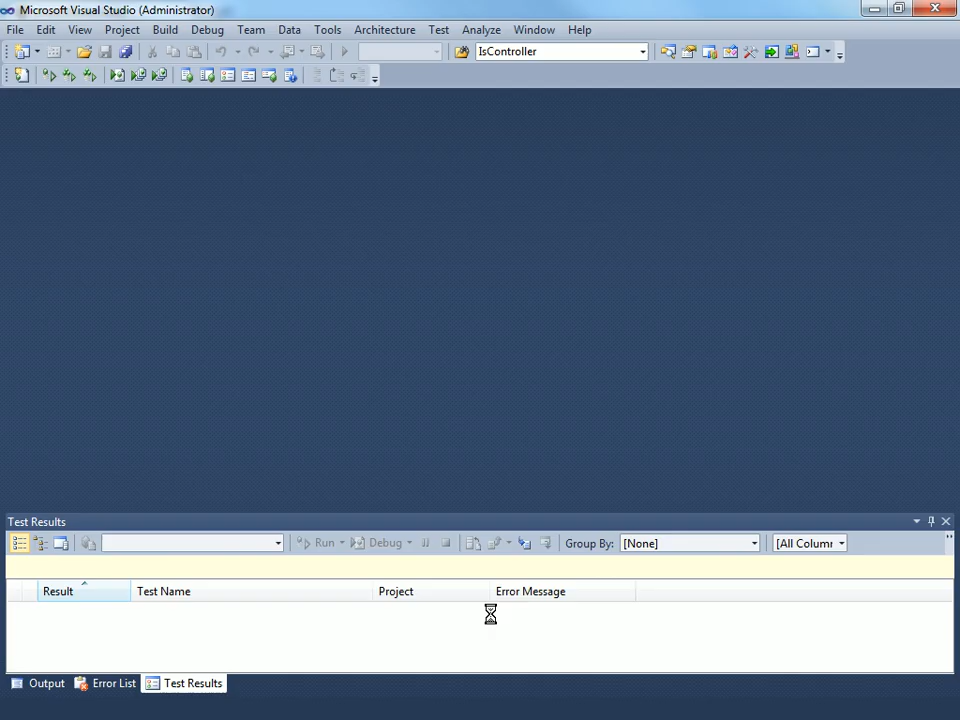 Microsoft Visual Studio (Administrator)
File Edit View Project Build Debug Team Data Tools Architecture Test Analyze Window Help
IsController
Test Results
Run Debug Group By: [None] [All Column
Result Test Name Project Error Message
Output Error List Test Results